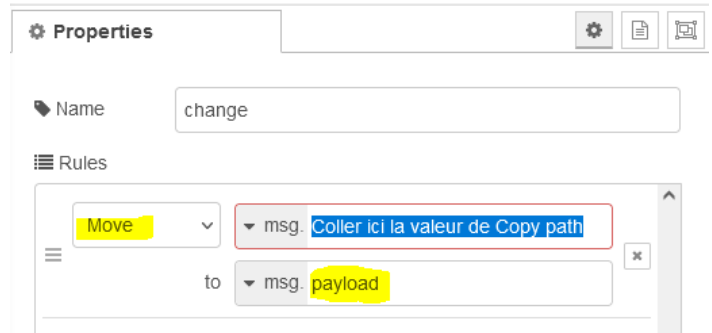 Properties
Name change
Rules
Move msg. Coller ici la valeur de Copy path
to msg. payload